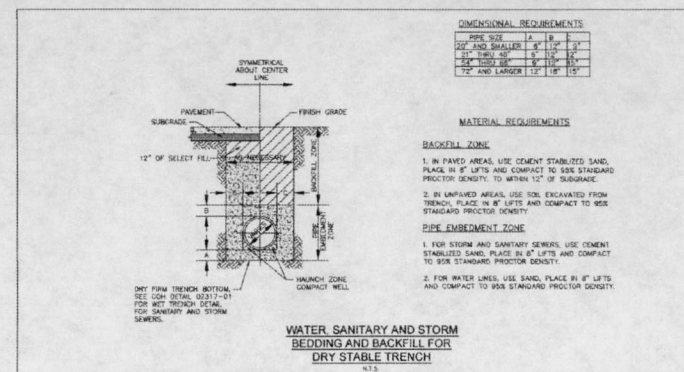 DIMENSIONAL REQUIREMENTS
PIPE SIZE A B C
20" AND SMALLER 6" 12" 9"
21" THRU 48" 12" 12"
54" THRU 66" 9" 12"
72" AND LARGER 12" 18" 15"
SYMMETRICAL
ABOUT CENTER
LINE
PAVEMENT
FINISH GRADE
SUBGRADE
12" OF SELECT FILL
AS NECESSARY
BACKFILL ZONE
B
A
PIPE
EMBEDMENT
ZONE
HAUNCH ZONE
COMPACT WELL
DRY FIRM TRENCH BOTTOM,
SEE COH DETAIL 02317-01
FOR WET TRENCH DETAIL
FOR SANITARY AND STORM
SEWERS.
MATERIAL REQUIREMENTS
BACKFILL ZONE
1. IN PAVED AREAS, USE CEMENT STABILIZED SAND,
PLACE IN 8" LIFTS AND COMPACT TO 95% STANDARD
PROCTOR DENSITY. TO WITHIN 12" OF SUBGRADE.
2. IN UNPAVED AREAS, USE SOIL EXCAVATED FROM
TRENCH, PLACE IN 8" LIFTS AND COMPACT TO 95%
STANDARD PROCTOR DENSITY
PIPE EMBEDMENT ZONE
1. FOR STORM AND SANITARY SEWERS, USE CEMENT
STABILIZED SAND, PLACE IN 8" LIFTS AND COMPACT
TO 95% STANDARD PROCTOR DENSITY.
2. FOR WATER LINES, USE SAND, PLACE IN 8" LIFTS
AND COMPACT TO 95% STANDARD PROCTOR DENSITY.
WATER, SANITARY AND STORM
BEDDING AND BACKFILL FOR
DRY STABLE TRENCH
N.T.S.